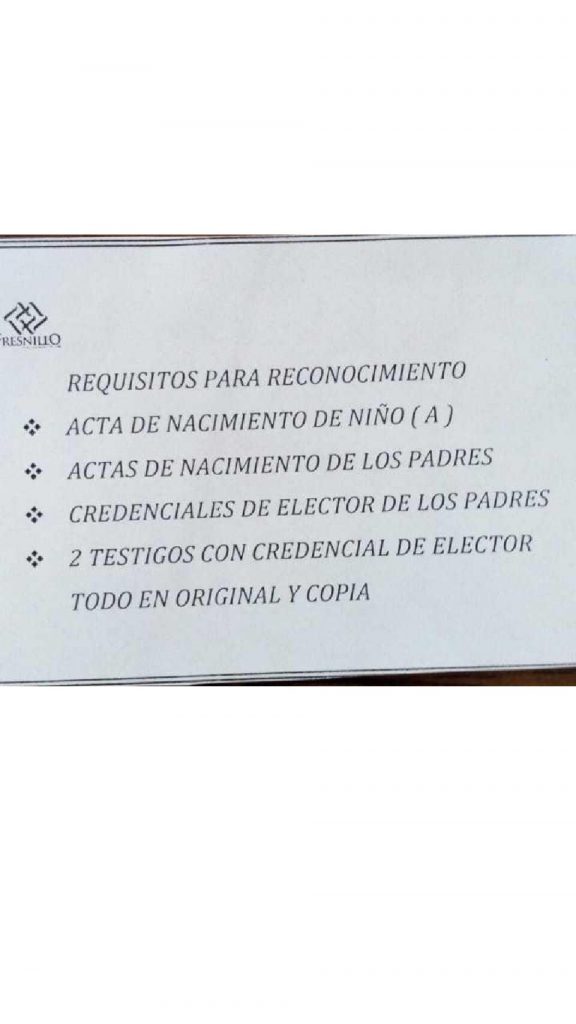 FRESNILLO
REQUISITOS PARA RECONOCIMIENTO
ACTA DE NACIMIENTO DE NIÑO ( A )
ACTAS DE NACIMIENTO DE LOS PADRES
CREDENCIALES DE ELECTOR DE LOS PADRES
2 TESTIGOS CON CREDENCIAL DE ELECTOR
TODO EN ORIGINAL Y COPIA